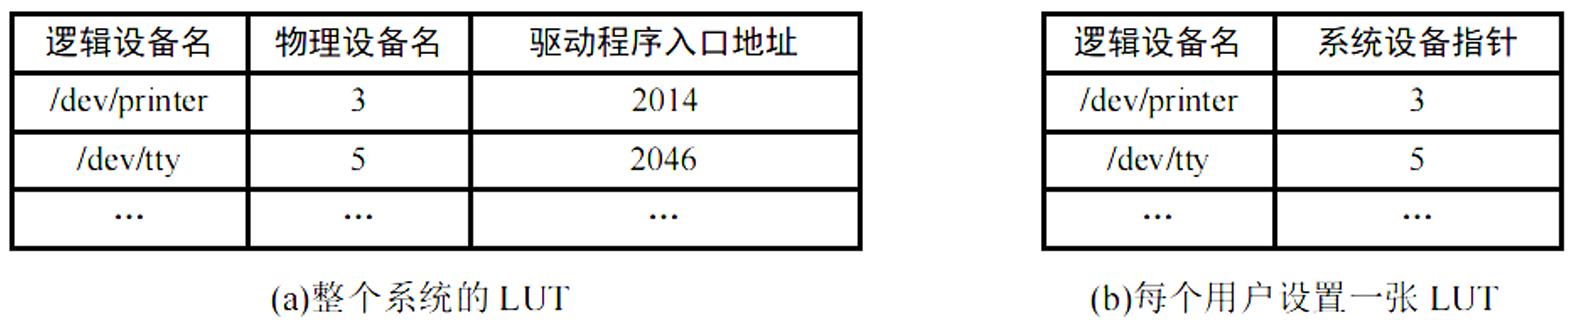 逻辑设备名 物理设备名 驱动程序入口地址
/dev/printer 3 2014
/dev/tty 5 2046
… … …
(a)整个系统的 LUT
逻辑设备名 系统设备指针
/dev/printer 3
/dev/tty 5
… …
(b)每个用户设置一张 LUT